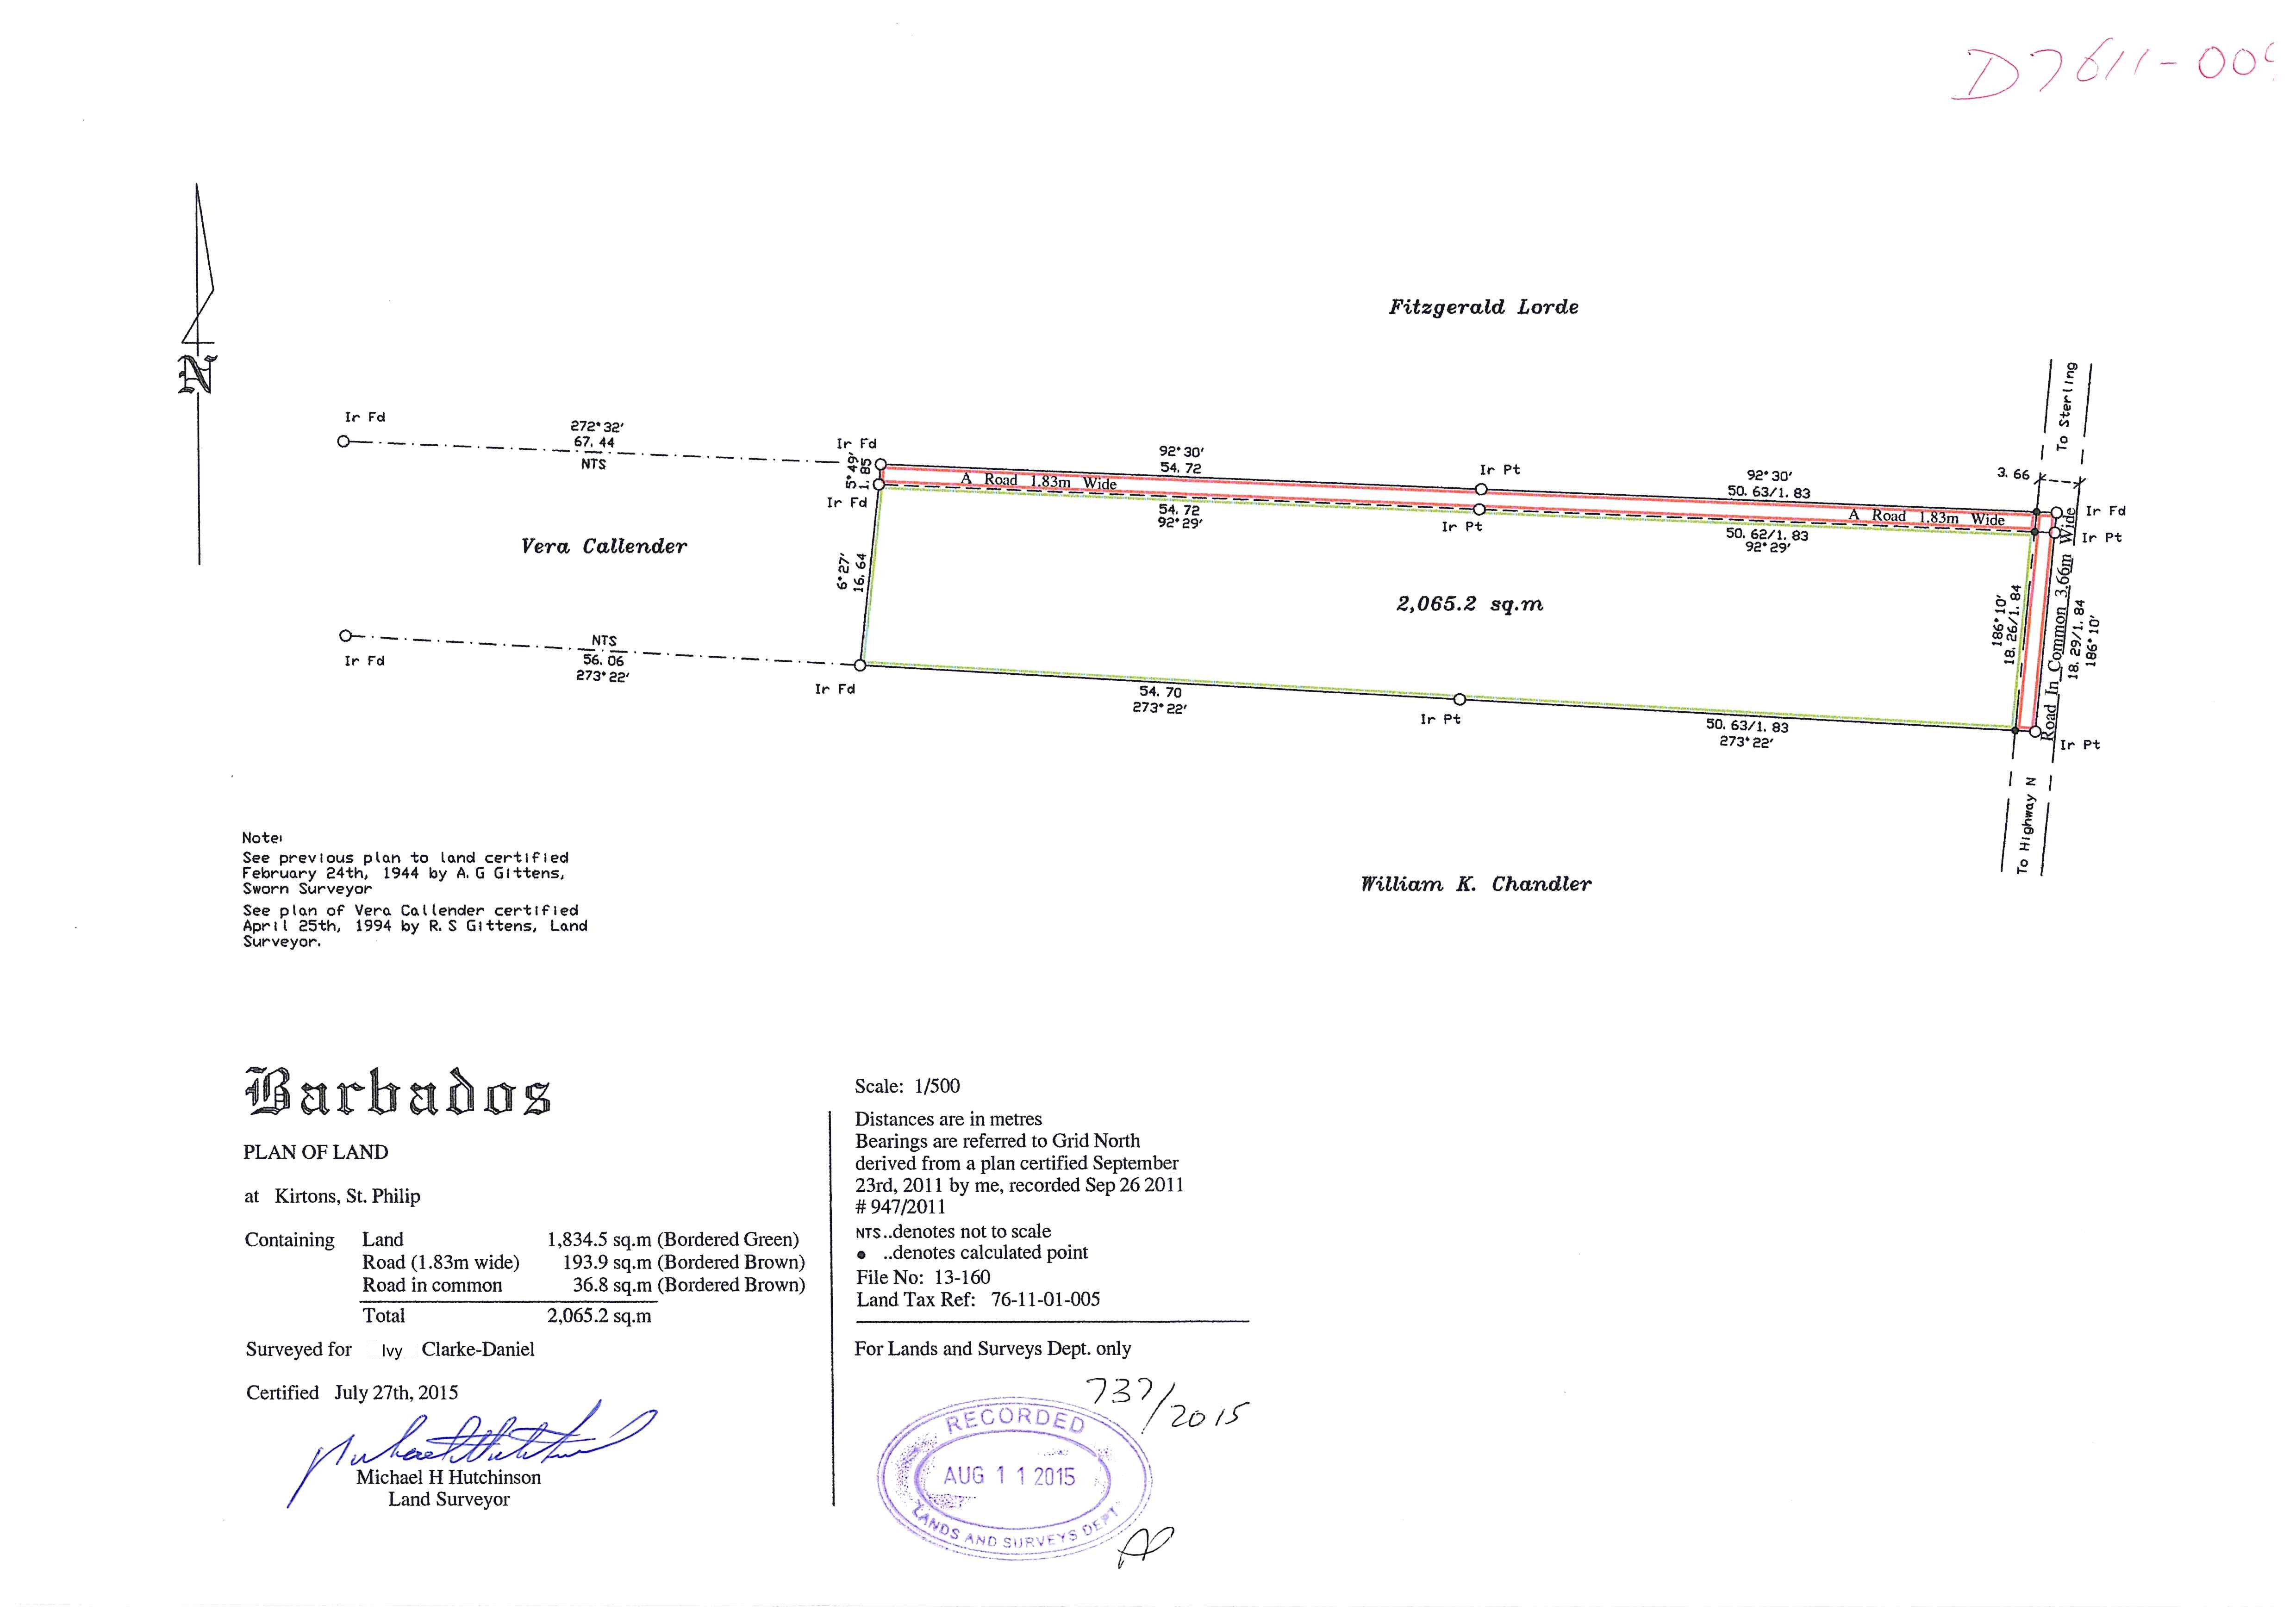 D7611-00
Fitzgerald Lorde
To Sterling
N
Ir Fd
272°32'
67.44
NTS
Ir Fd
5°49'
1.85
Ir Fd
92°30'
54.72
A Road 1.83m Wide
54.72
92°29'
Ir Pt
Ir Pt
92°30'
50.63/1.83
A Road 1.83m Wide
50.62/1.83
92°29'
3.66
Ir Fd
Ir Pt
Vera Callender
6°27'
16.64
2,065.2 sq.m
186°10'
18.26/1.84
Road In Common 3.66m Wide
18.29/1.84
186°10'
Ir Fd
NTS
56.06
273°22'
Ir Fd
54.70
273°22'
Ir Pt
50.63/1.83
273°22'
Ir Pt
To Highway N
William K. Chandler
Note:
See previous plan to land certified
February 24th, 1944 by A.G Gittens,
Sworn Surveyor
See plan of Vera Callender certified
April 25th, 1994 by R.S Gittens, Land
Surveyor.
Barbados
PLAN OF LAND
at Kirtons, St. Philip
Containing Land 1,834.5 sq.m (Bordered Green)
Road (1.83m wide) 193.9 sq.m (Bordered Brown)
Road in common 36.8 sq.m (Bordered Brown)
Total 2,065.2 sq.m
Surveyed for Ivy Clarke-Daniel
Certified July 27th, 2015
Michael H Hutchinson
Land Surveyor
Scale: 1/500
Distances are in metres
Bearings are referred to Grid North
derived from a plan certified September
23rd, 2011 by me, recorded Sep 26 2011
# 947/2011
NTS..denotes not to scale
● ..denotes calculated point
File No: 13-160
Land Tax Ref: 76-11-01-005
For Lands and Surveys Dept. only
737/2015
RECORDED
AUG 11 2015
LANDS AND SURVEYS DEPT
AP